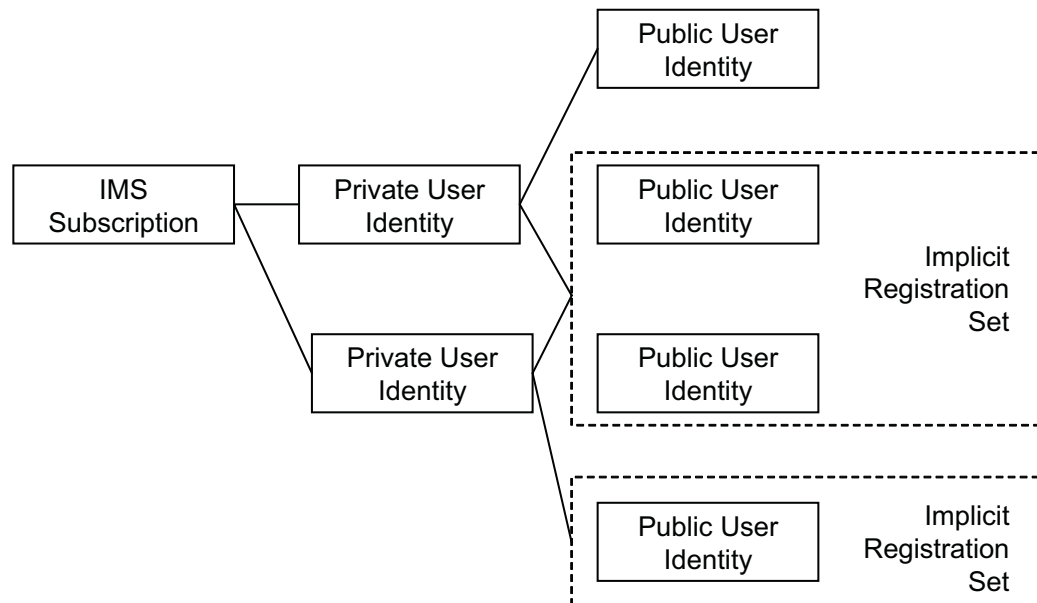 Public User
Identity
IMS
Subscription
Private User
Identity
Public User
Identity
Implicit
Registration
Set
Private User
Identity
Public User
Identity
Public User
Identity
Implicit
Registration
Set